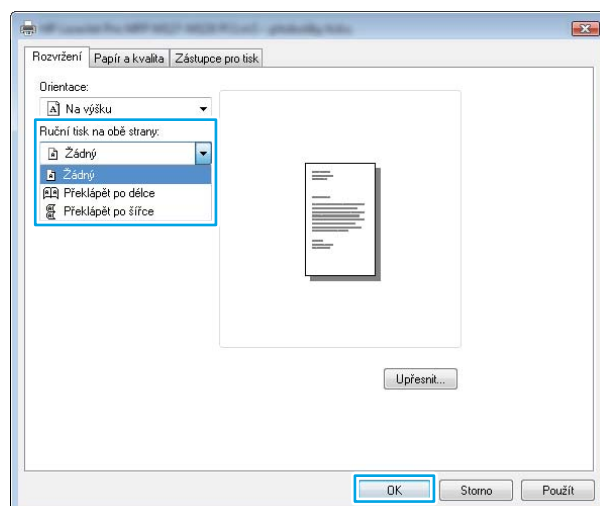 Rozvržení Papír a kvalita Zástupce pro tisk
Orientace:
Na výšku
Ruční tisk na obě strany:
Žádný
Žádný
Překlápět po délce
Překlápět po šířce
Upřesnit...
OK Storno Použít